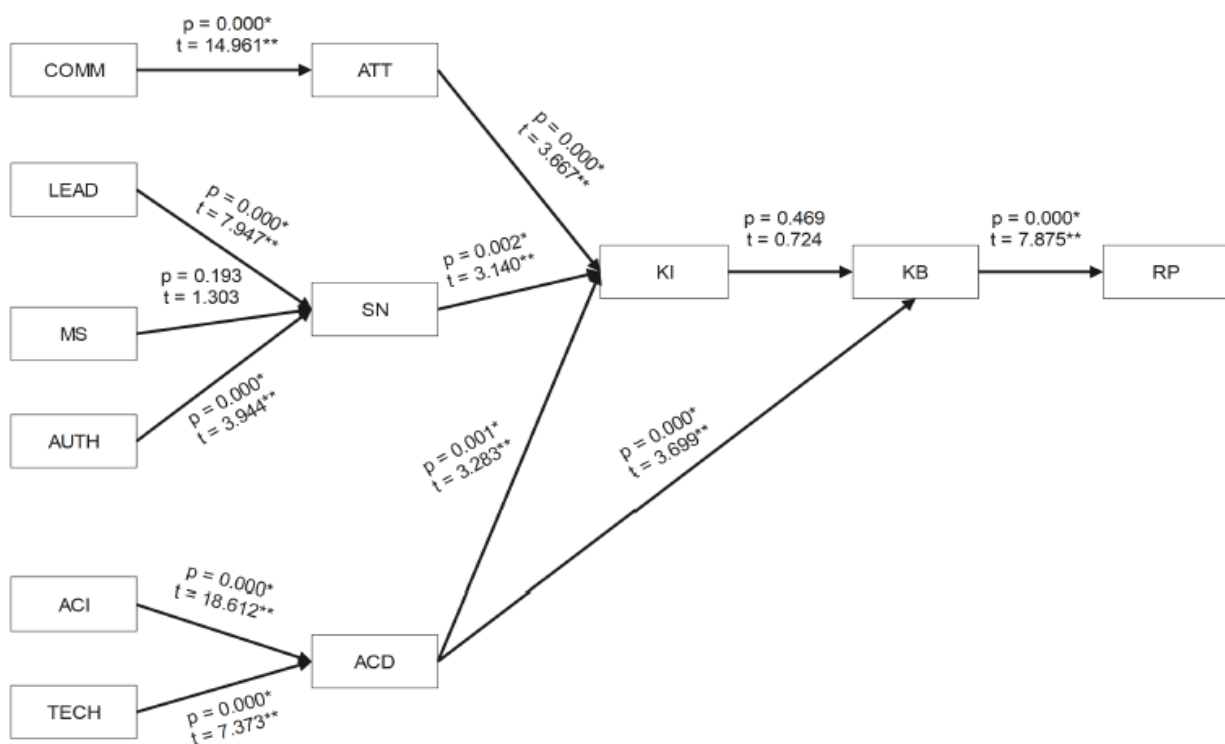 p = 0.000*
t = 14.961**
COMM
ATT
p = 0.000*
t = 3.667**
LEAD
p = 0.000*
t = 7.947**
p = 0.002*
t = 3.140**
p = 0.469
t = 0.724
p = 0.000*
t = 7.875**
KI
KB
RP
p = 0.193
t = 1.303
SN
MS
p = 0.000*
t = 3.944**
AUTH
p = 0.001*
t = 3.283**
p = 0.000*
t = 3.699**
p = 0.000*
t = 18.612**
ACI
ACD
TECH
p = 0.000*
t = 7.373**